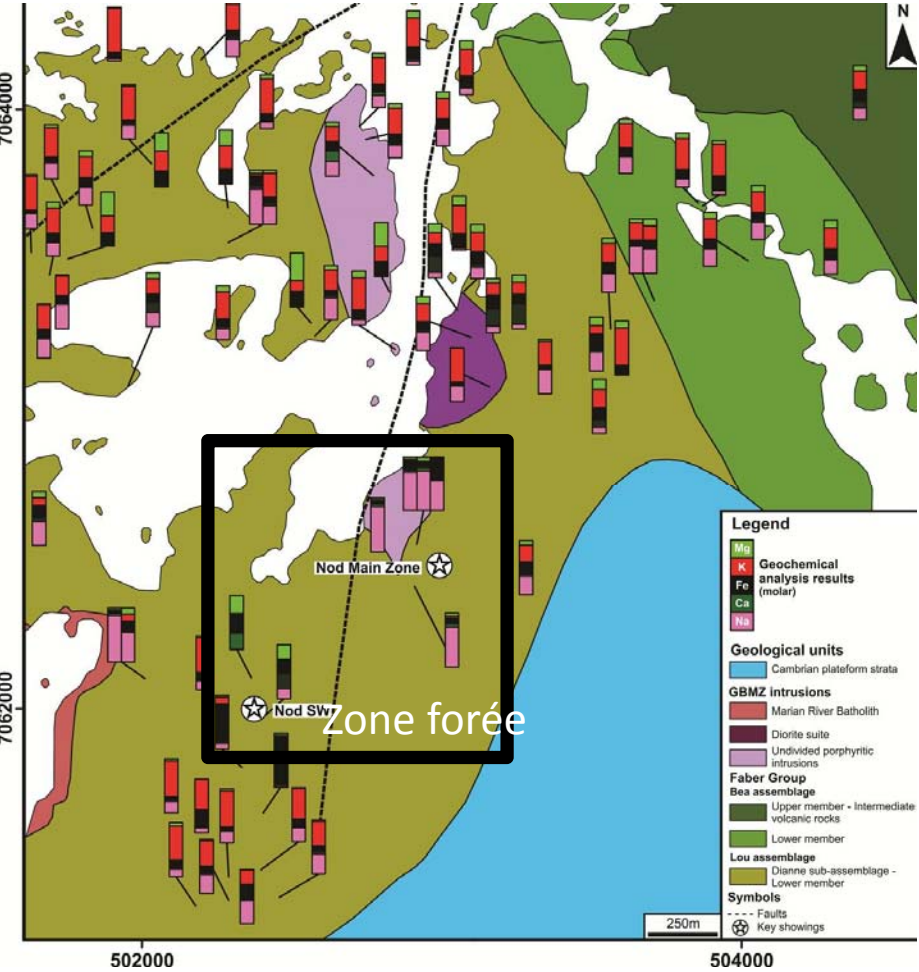 N
7064000
7062000
Nod Main Zone
Nod SW
Zone forée
250m
502000
504000
Legend
Mg
K
Fe
Ca
Na
Geochemical
analysis results
(molar)
Geological units
Cambrian plateform strata
GBMZ intrusions
Marian River Batholith
Diorite suite
Undivided porphyritic
intrusions
Faber Group
Bea assemblage
Upper member - Intermediate
volcanic rocks
Lower member
Lou assemblage
Dianne sub-assemblage -
Lower member
Symbols
Faults
Key showings